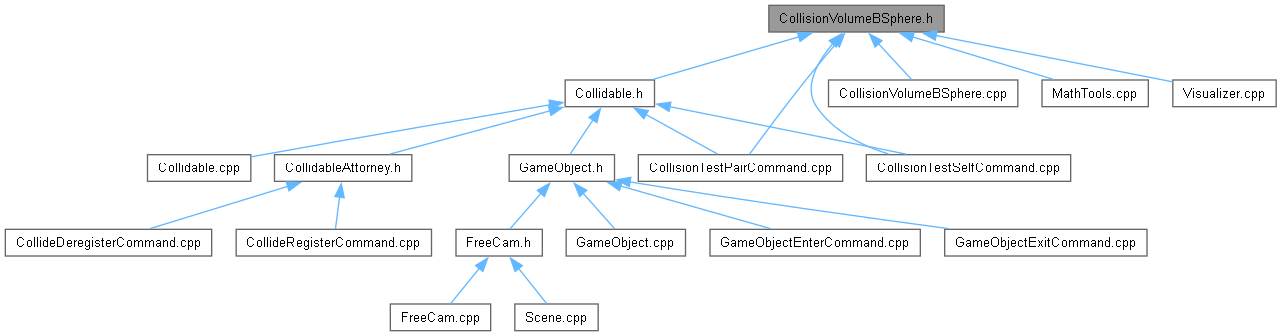 CollisionVolumeBSphere.h
Collidable.h
CollisionVolumeBSphere.cpp
MathTools.cpp
Visualizer.cpp
Collidable.cpp
CollidableAttorney.h
GameObject.h
CollisionTestPairCommand.cpp
CollisionTestSelfCommand.cpp
CollideDeregisterCommand.cpp
CollideRegisterCommand.cpp
FreeCam.h
GameObject.cpp
GameObjectEnterCommand.cpp
GameObjectExitCommand.cpp
FreeCam.cpp
Scene.cpp